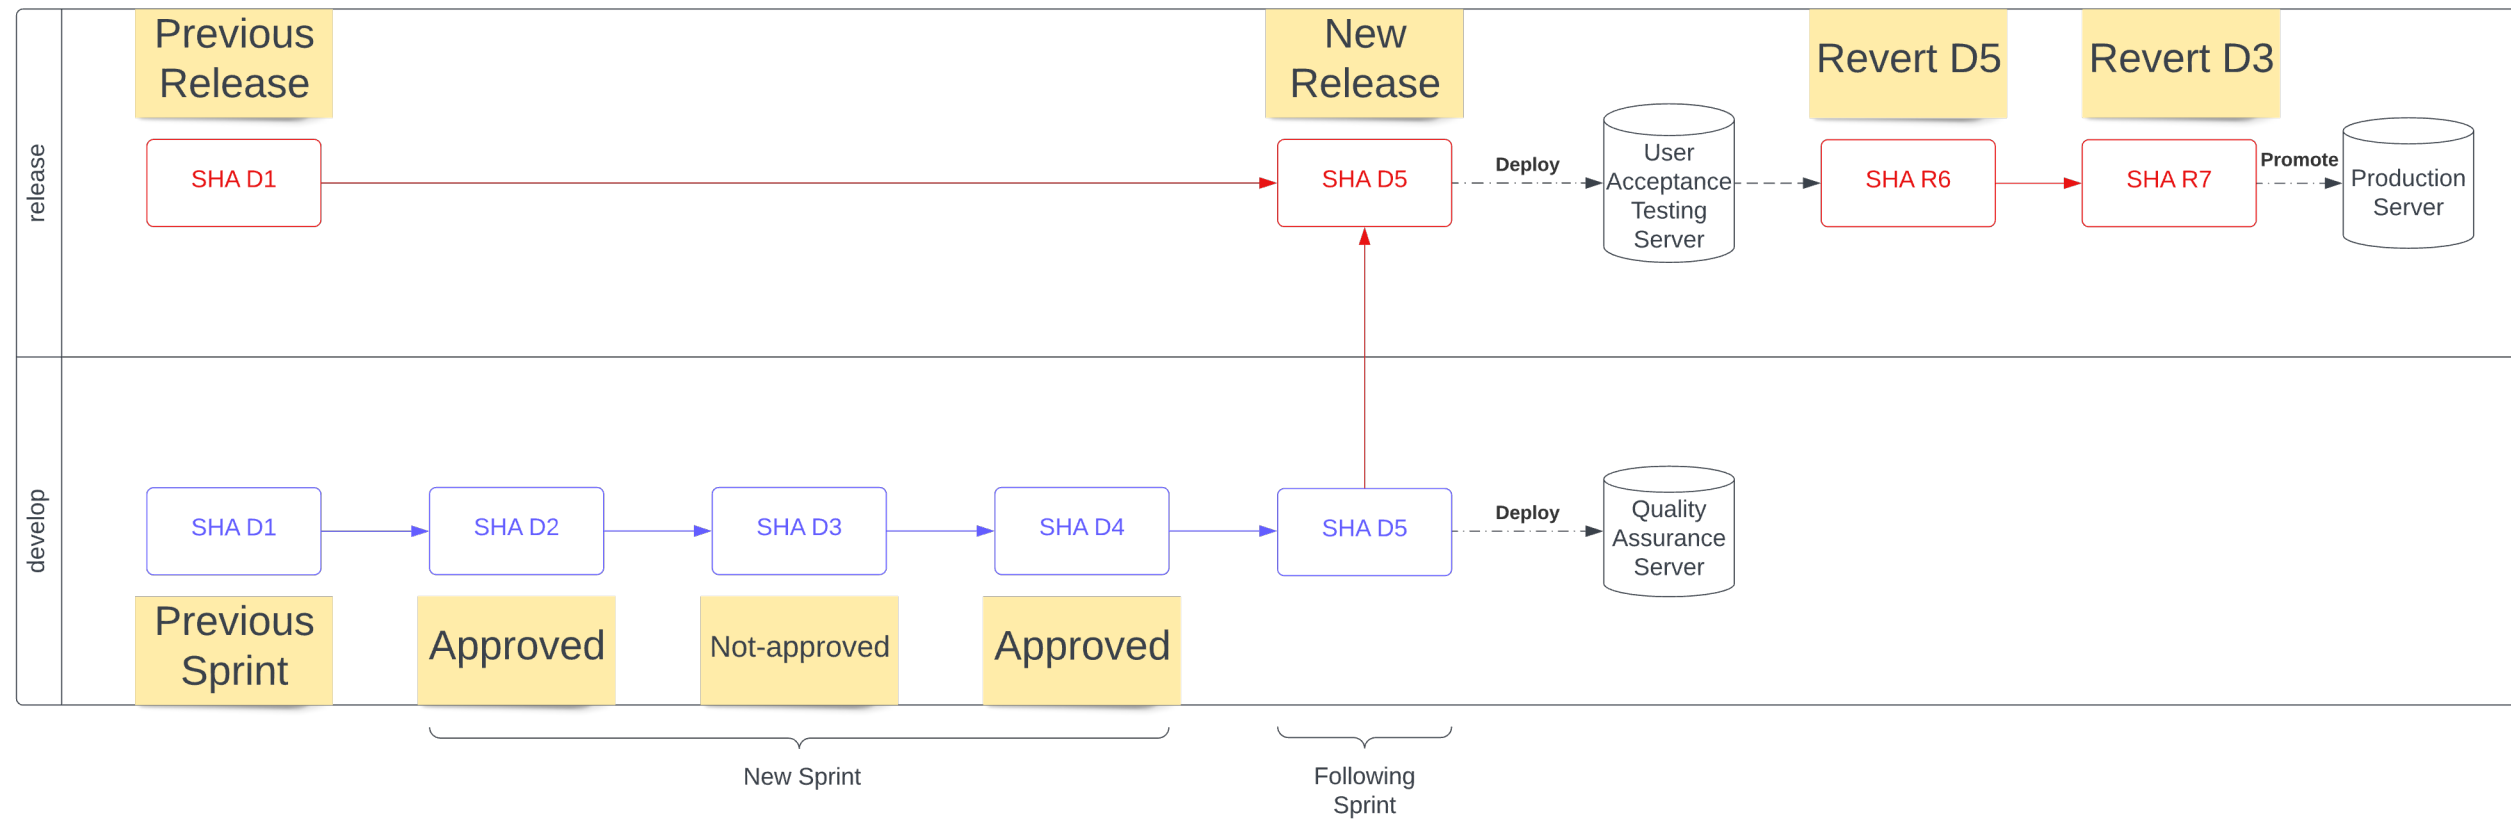 Previous
Release
New
Release
Revert D5
Revert D3
release
SHA D1
SHA D5
Deploy
User
Acceptance
Testing
Server
SHA R6
SHA R7
Promote
Production
Server
develop
SHA D1
SHA D2
SHA D3
SHA D4
SHA D5
Deploy
Quality
Assurance
Server
Previous
Sprint
Approved
Not-approved
Approved
New Sprint
Following
Sprint